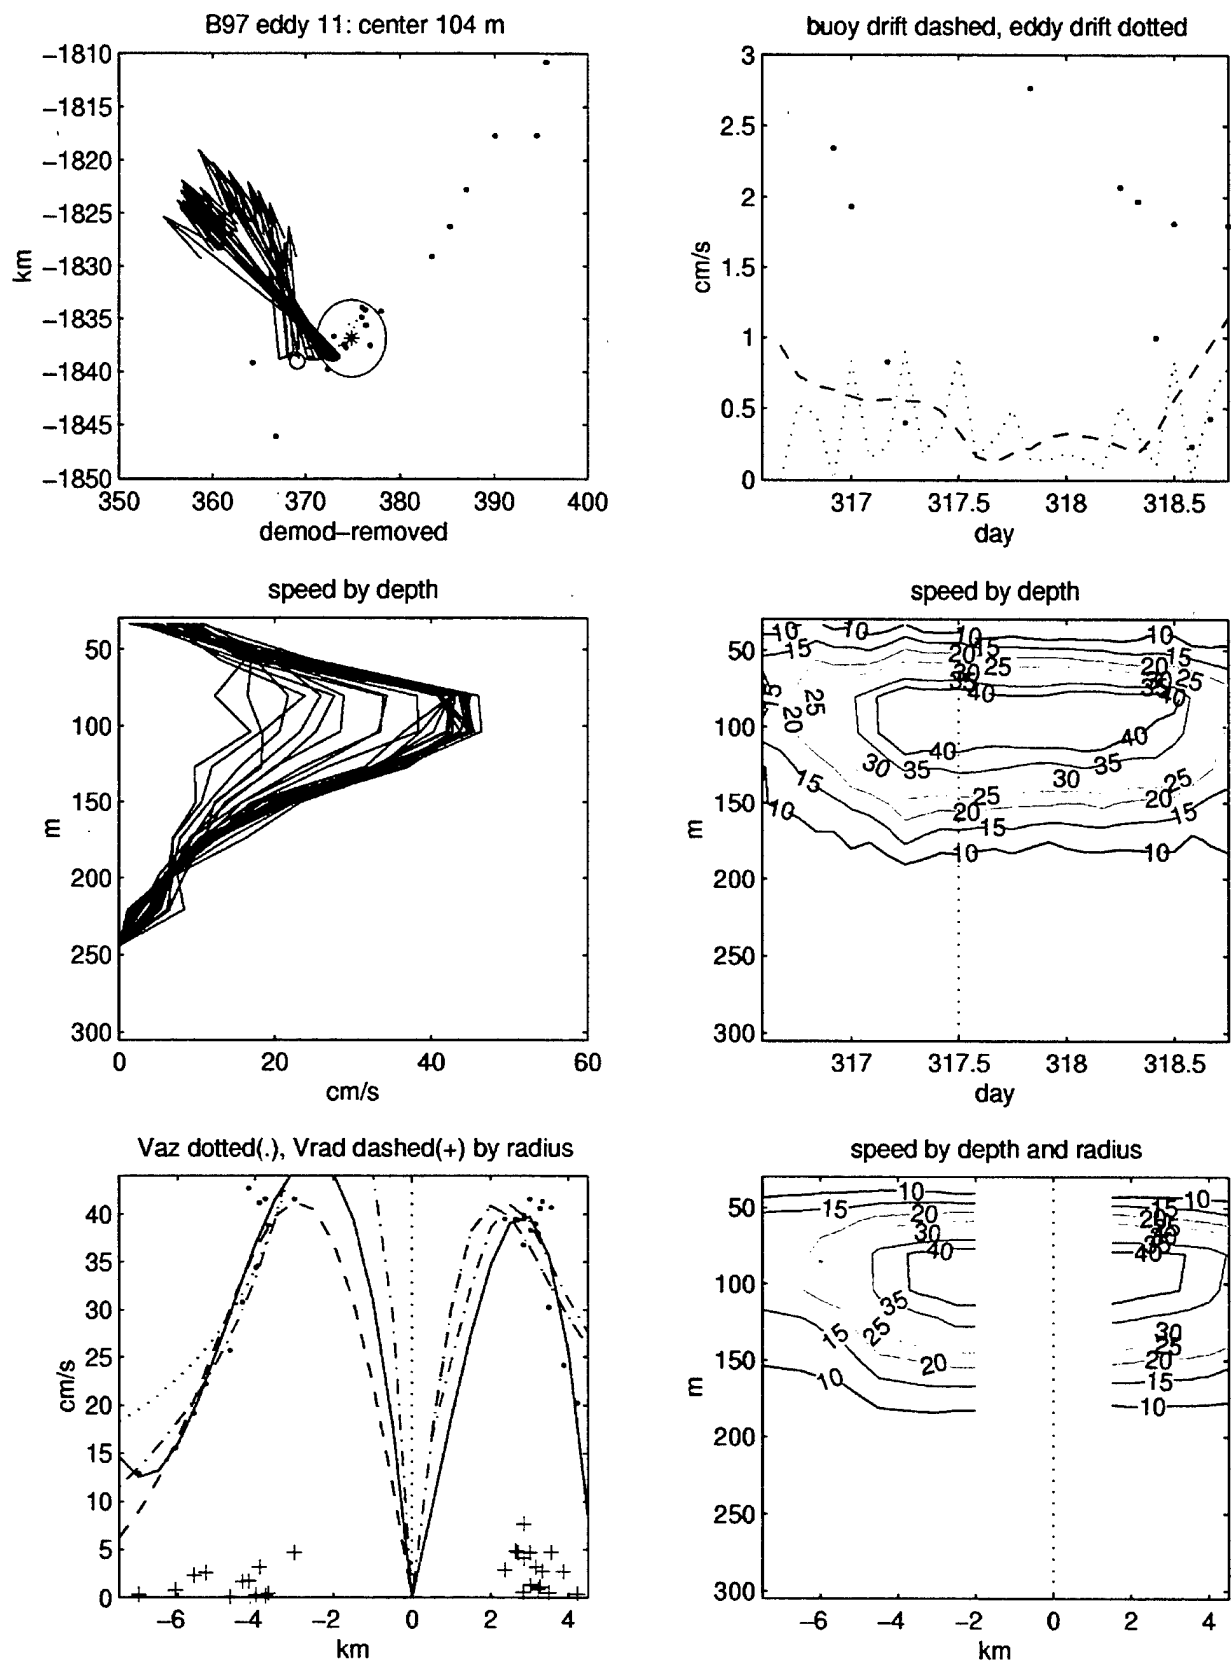 B97 eddy 11: center 104 m
−1810
−1815
−1820
−1825
−1830
−1835
−1840
−1845
−1850
km
350 360 370 380 390 400
demod−removed
buoy drift dashed, eddy drift dotted
3
2.5
2
1.5
1
0.5
0
cm/s
317 317.5 318 318.5
day
speed by depth
50
100
150
200
250
300
m
0 20 40 60
cm/s
speed by depth
50
100
150
200
250
300
m
10 10 10 10
15 15 15
20 25 20 25
30 35 30 35
40 40
25
20
15
40 40
30 35 30 35
15 25 25
20 20
10 15 15
10 10
317 317.5 318 318.5
day
Vaz dotted(.), Vrad dashed(+) by radius
40
35
30
25
20
15
10
5
0
cm/s
−6 −4 −2 0 2 4
km
speed by depth and radius
50
100
150
200
250
300
m
10 10
15 15
20 20
30
40 40
35
15 25 30
25
20 20
10 15
10
−6 −4 −2 0 2 4
km